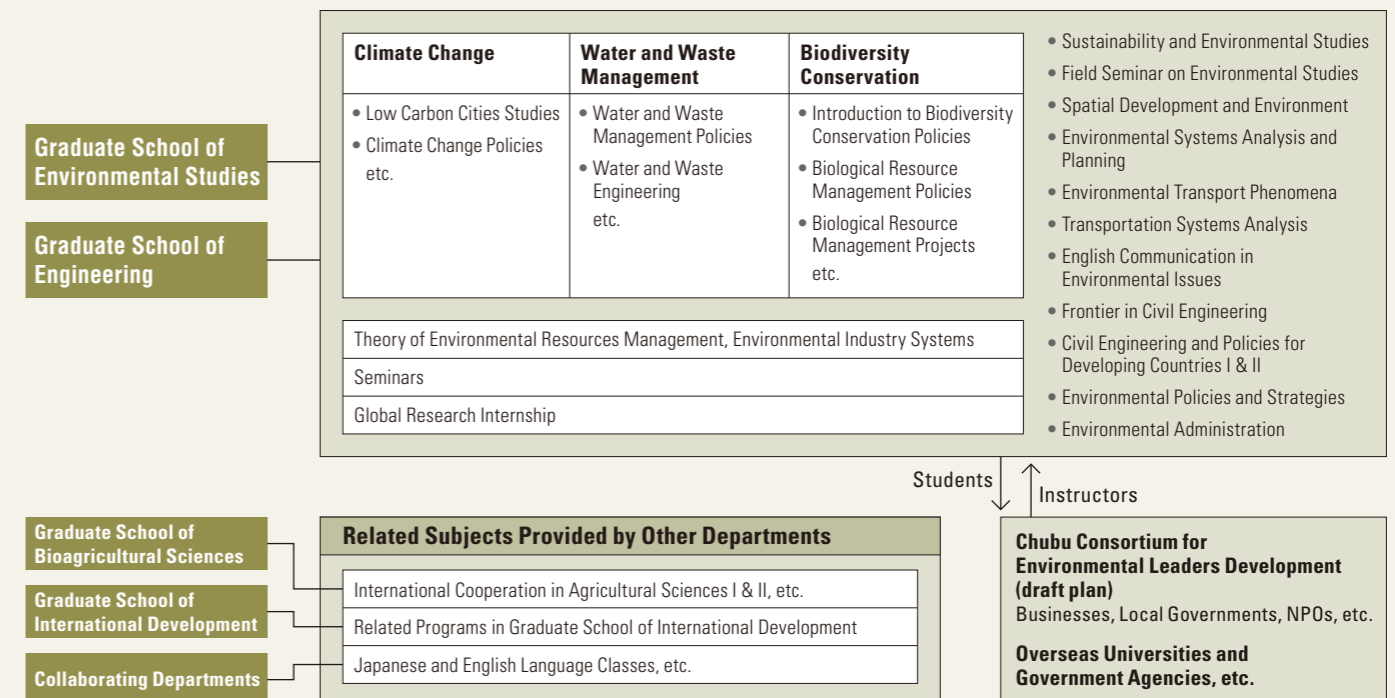 Graduate School of
Environmental Studies
Graduate School of
Engineering
Climate Change
• Low Carbon Cities Studies
• Climate Change Policies
etc.
Water and Waste
Management
• Water and Waste
Management Policies
• Water and Waste
Engineering
etc.
Biodiversity
Conservation
• Introduction to Biodiversity
Conservation Policies
• Biological Resource
Management Policies
• Biological Resource
Management Projects
etc.
Theory of Environmental Resources Management, Environmental Industry Systems
Seminars
Global Research Internship
• Sustainability and Environmental Studies
• Field Seminar on Environmental Studies
• Spatial Development and Environment
• Environmental Systems Analysis and
Planning
• Environmental Transport Phenomena
• Transportation Systems Analysis
• English Communication in
Environmental Issues
• Frontier in Civil Engineering
• Civil Engineering and Policies for
Developing Countries I & II
• Environmental Policies and Strategies
• Environmental Administration
Students
Instructors
Graduate School of
Bioagricultural Sciences
Graduate School of
International Development
Collaborating Departments
Related Subjects Provided by Other Departments
International Cooperation in Agricultural Sciences I & II, etc.
Related Programs in Graduate School of International Development
Japanese and English Language Classes, etc.
Chubu Consortium for
Environmental Leaders Development
(draft plan)
Businesses, Local Governments, NPOs, etc.
Overseas Universities and
Government Agencies, etc.